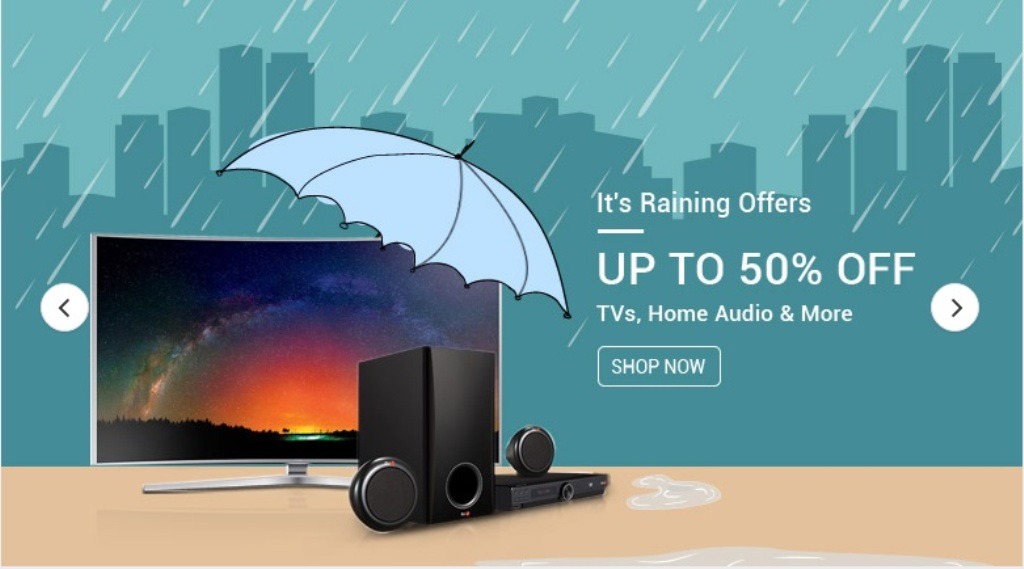 It's Raining Offers
UP TO 50% OFF
TVs, Home Audio & More
SHOP NOW